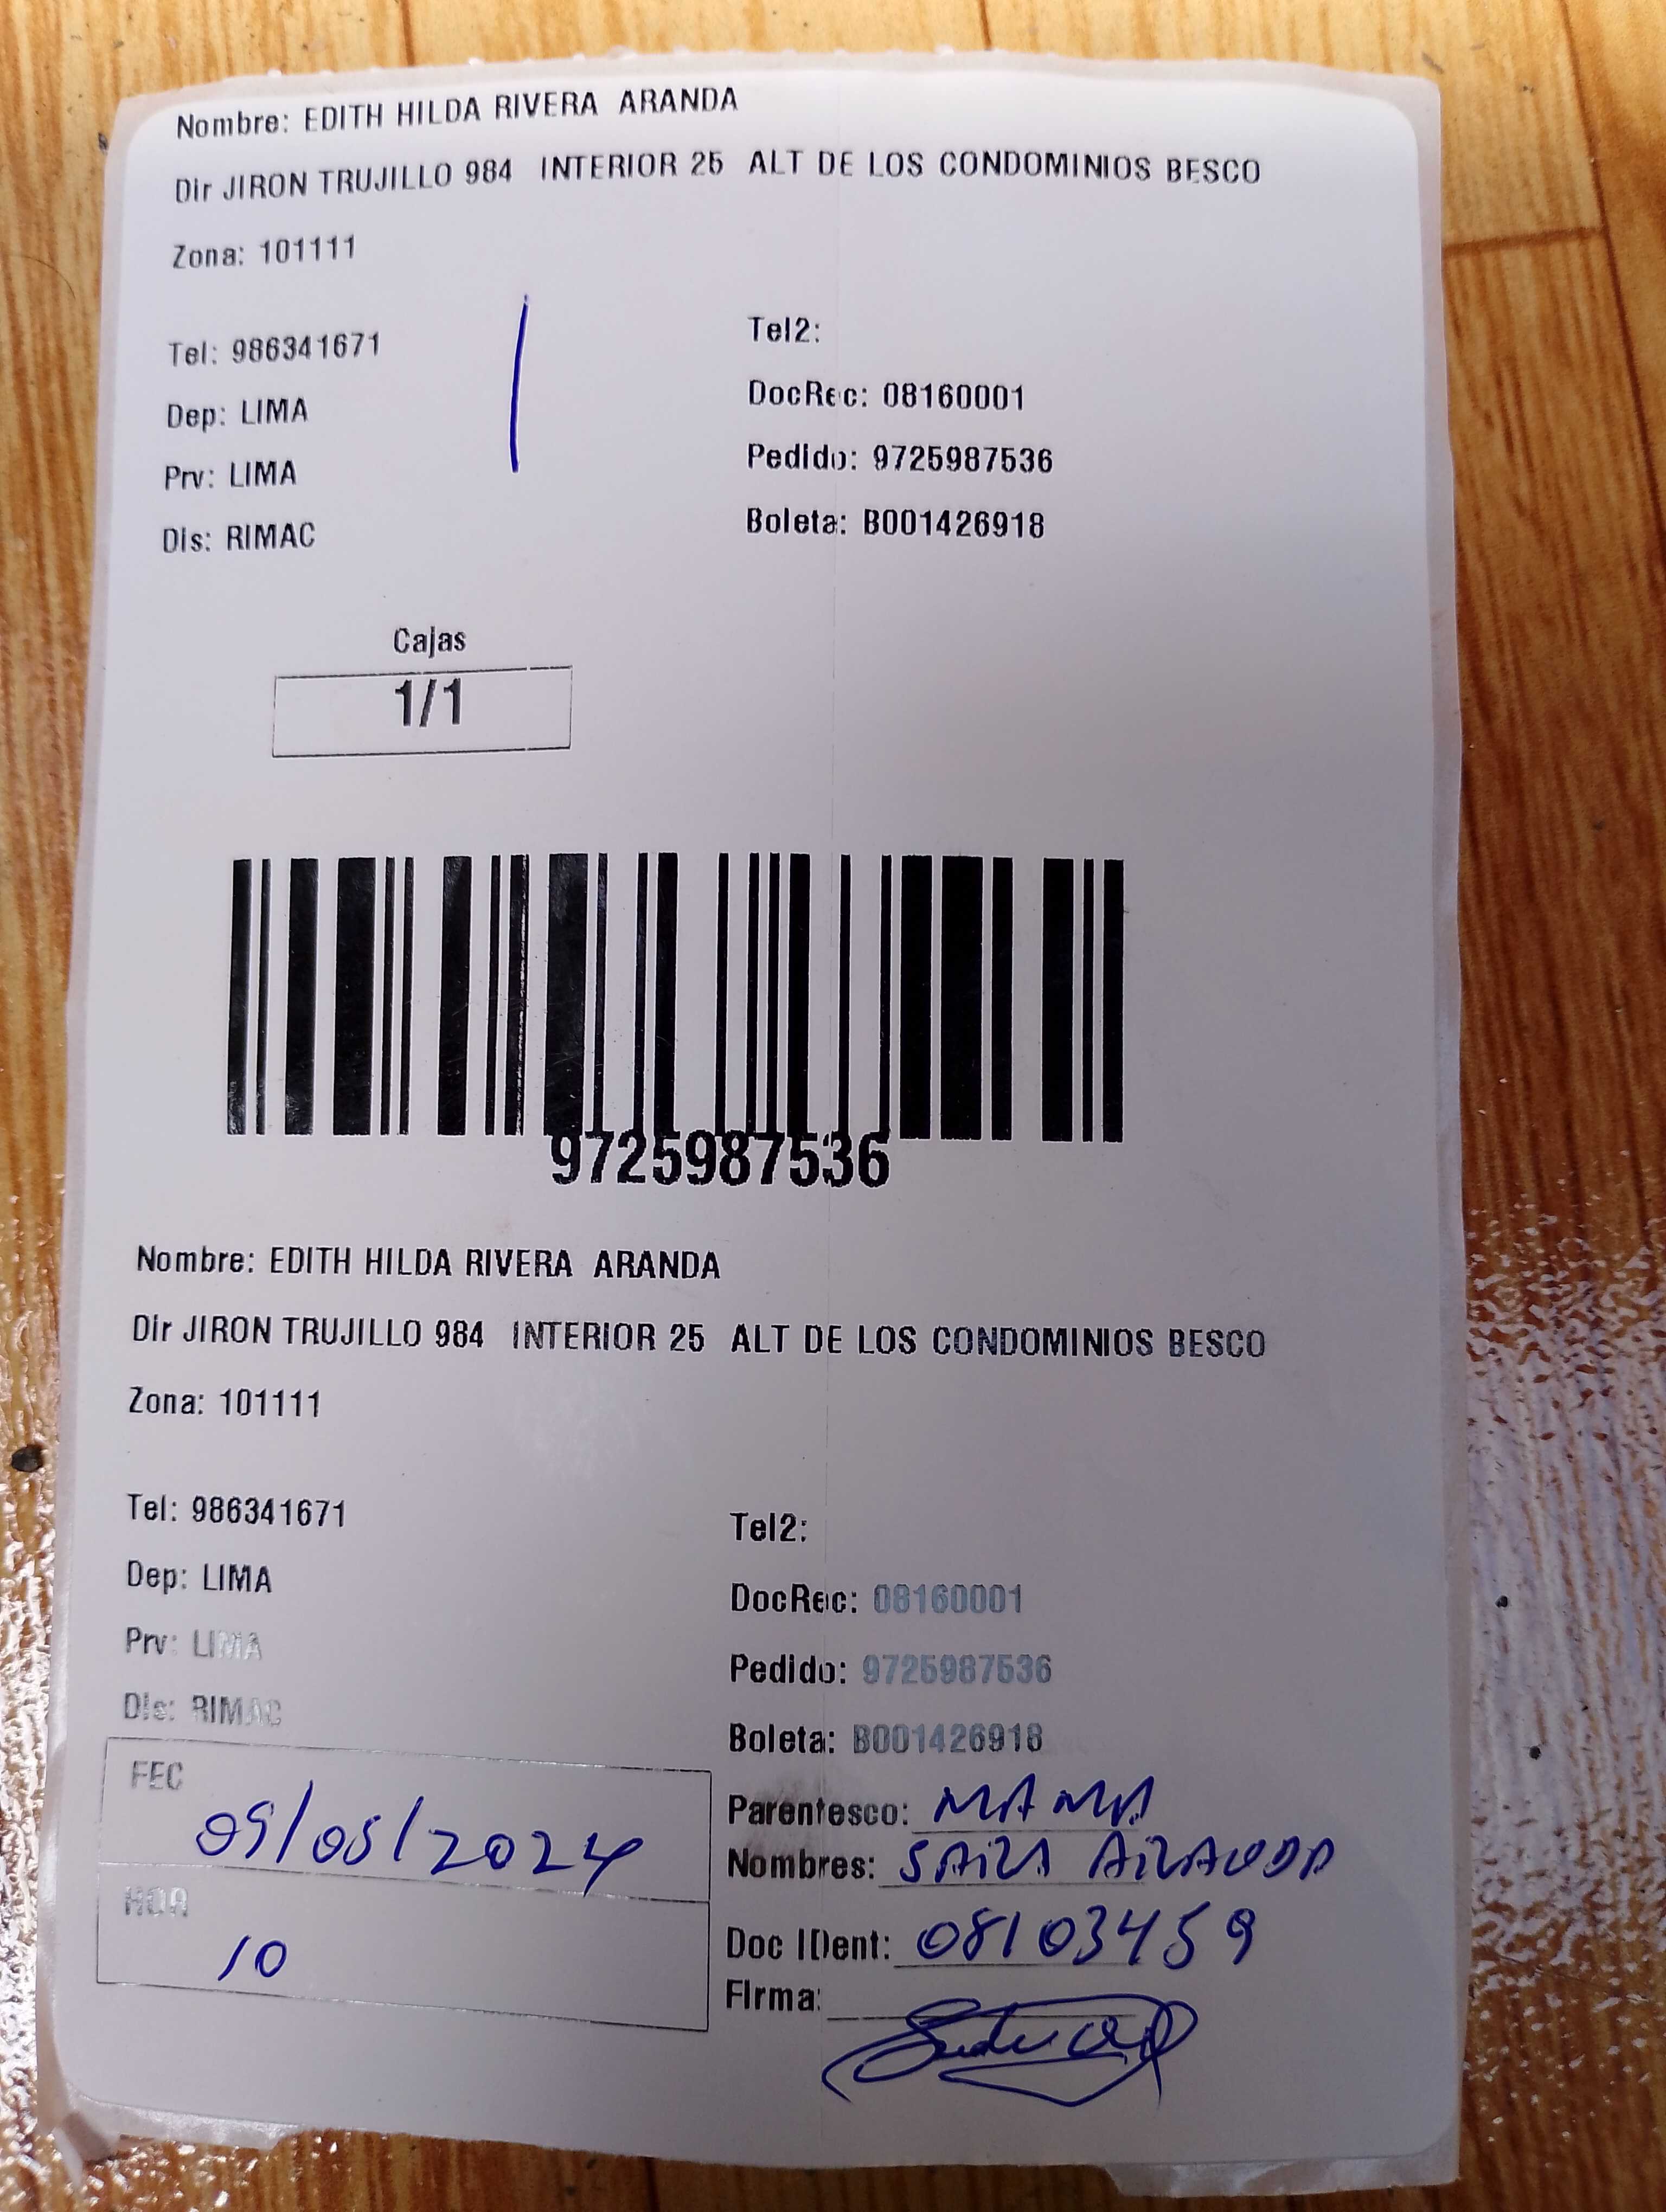 Nombre: EDITH HILDA RIVERA ARANDA
Dir JIRON TRUJILLO 984 INTERIOR 25 ALT DE LOS CONDOMINIOS BESCO
Zona: 101111
Tel: 986341671
Tel2:
Dep: LIMA
DocRec: 08160001
Prv: LIMA
Pedido: 9725987536
Dis: RIMAC
Boleta: B001426918
Cajas
1/1
9725987536
Nombre: EDITH HILDA RIVERA ARANDA
Dir JIRON TRUJILLO 984 INTERIOR 25 ALT DE LOS CONDOMINIOS BESCO
Zona: 101111
Tel: 986341671
Tel2:
Dep: LIMA
DocRec: 08160001
Prv: LIMA
Pedido: 9725987536
Dis: RIMAC
Boleta: B001426918
FEC
09/05/2024
HOR
10
Parentesco: MAMA
Nombres: SARA ARANDA
Doc IDent: 08103459
Firma: